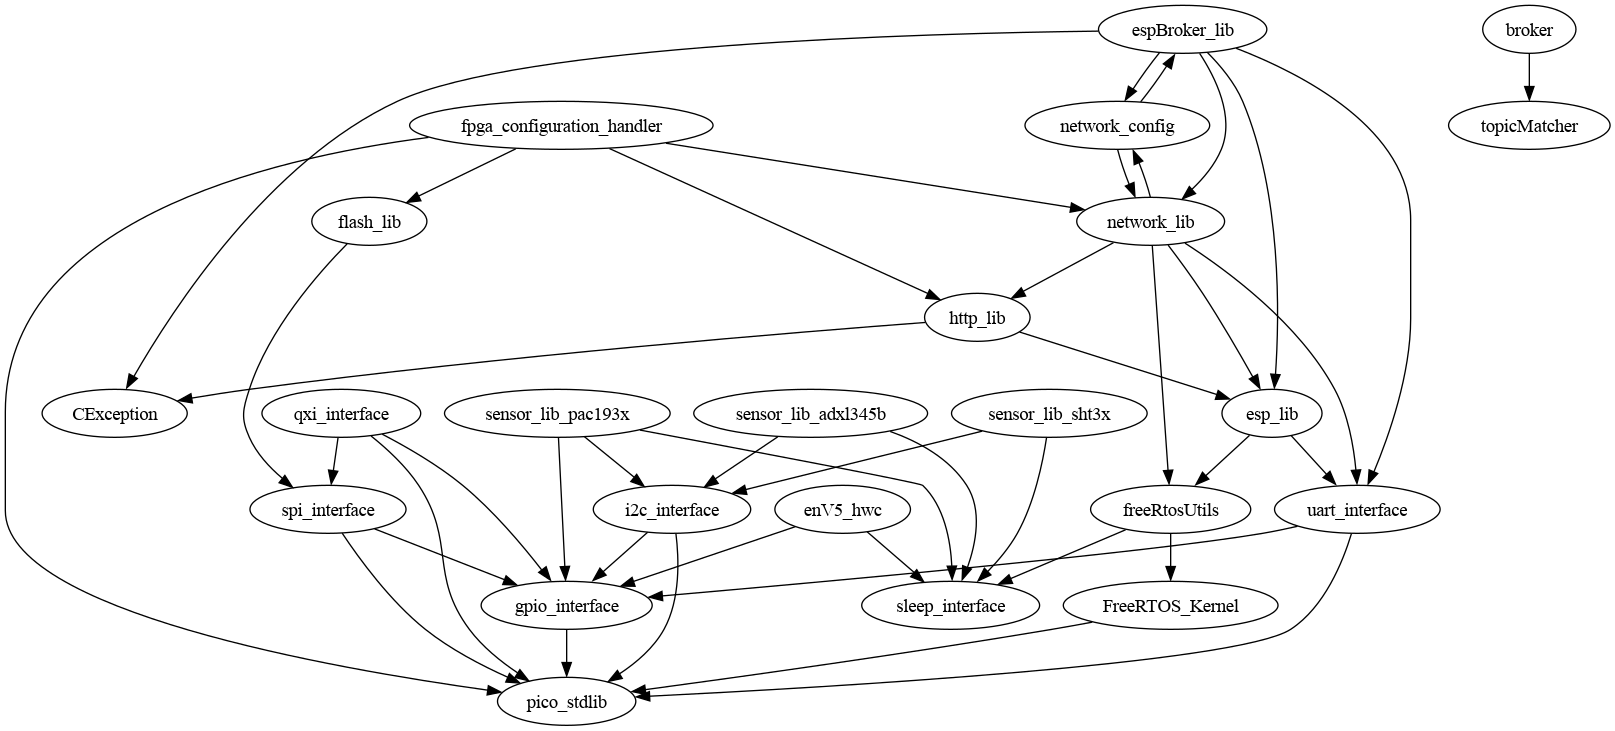 espBroker_lib
broker
fpga_configuration_handler
network_config
topicMatcher
flash_lib
network_lib
http_lib
CException
qxi_interface
sensor_lib_pac193x
sensor_lib_adxl345b
sensor_lib_sht3x
esp_lib
spi_interface
i2c_interface
enV5_hwc
freeRtosUtils
uart_interface
gpio_interface
sleep_interface
FreeRTOS_Kernel
pico_stdlib